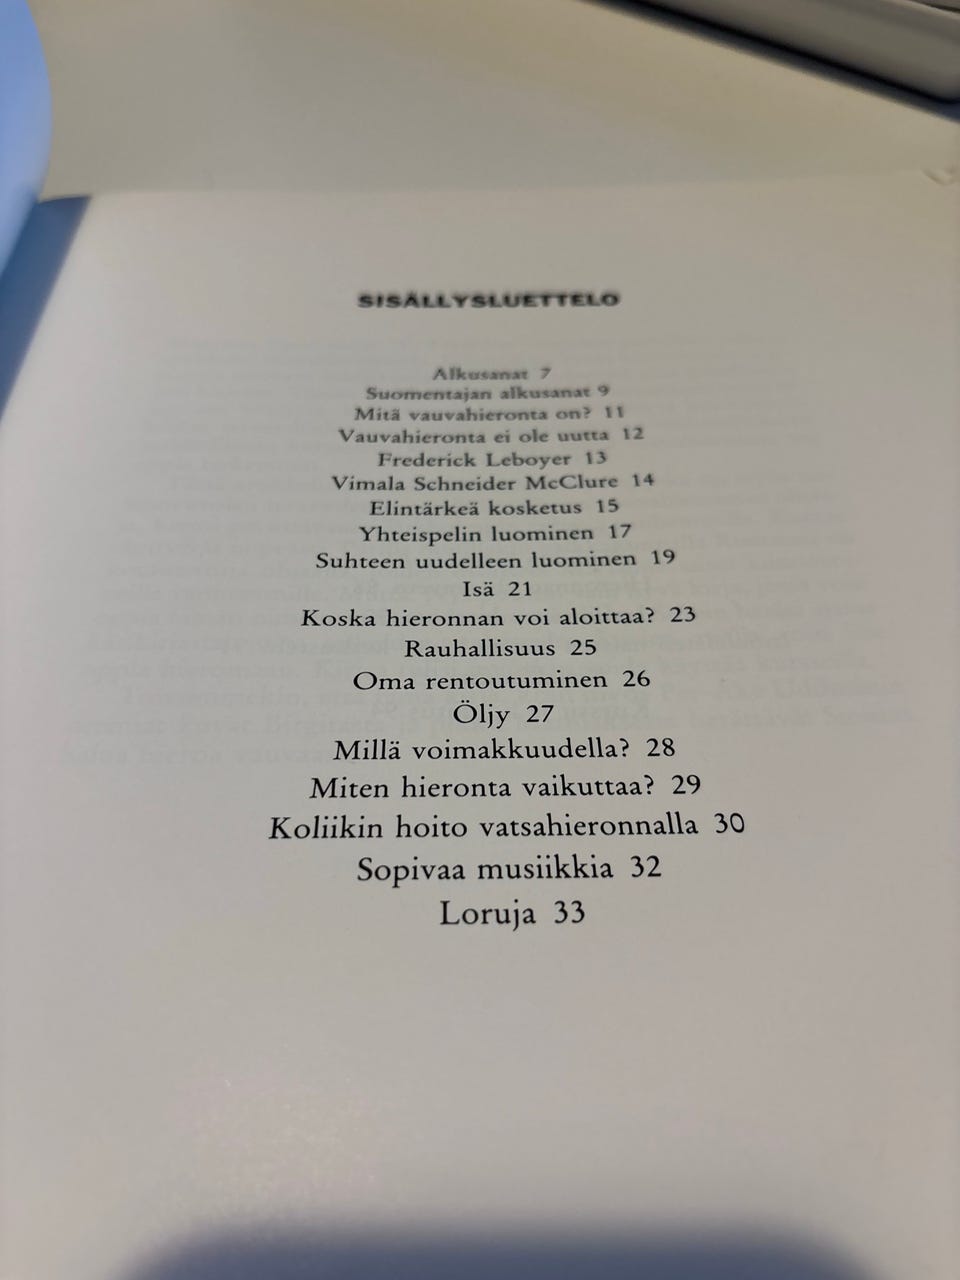 SISÄLLYSLUETTELO
Alkusanat 7
Suomentajan alkusanat 9
Mitä vauvahieronta on? 11
Vauvahieronta ei ole uutta 12
Frederick Leboyer 13
Vimala Schneider McClure 14
Elintärkeä kosketus 15
Yhteispelin luominen 17
Suhteen uudelleen luominen 19
Isä 21
Koska hieronnan voi aloittaa? 23
Rauhallisuus 25
Oma rentoutuminen 26
Öljy 27
Millä voimakkuudella? 28
Miten hieronta vaikuttaa? 29
Koliikin hoito vatsahieronnalla 30
Sopivaa musiikkia 32
Loruja 33